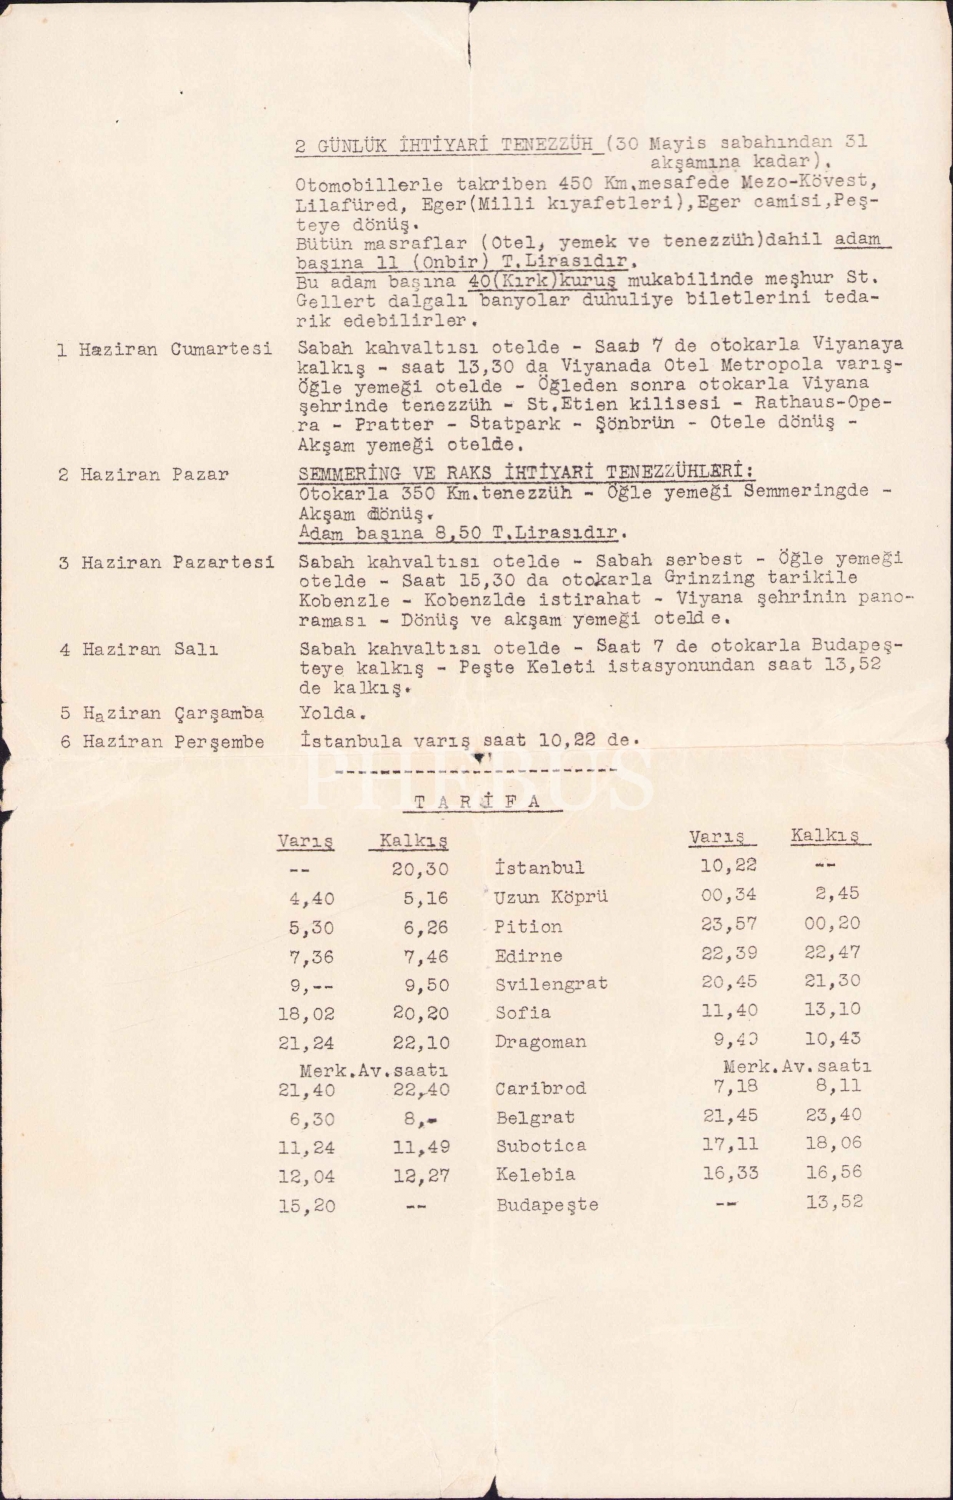 2 GÜNLÜK İHTİYARİ TENEZZÜH (30 Mayis sabahından 31
akşamına kadar).
Otomobillerle takriben 450 Km.mesafede Mezo-Kövest,
Lilafüred, Eger(Milli kıyafetleri),Eger camisi,Peş-
teye dönüş.
Bütün masraflar (Otel, yemek ve tenezzüh)dahil adam
başına 11 (Onbir) T.Lirasıdır.
Bu adam başına 40(Kırk)kuruş mukabilinde meşhur St.
Gellert dalgalı banyolar duhuliye biletlerini teda-
rik edebilirler.
1 Haziran Cumartesi Sabah kahvaltısı otelde - Saat 7 de otokarla Viyanaya
kalkış - saat 13,30 da Viyanada Otel Metropola varış-
Öğle yemeği otelde - Öğleden sonra otokarla Viyana
şehrinde tenezzüh - St.Etien kilisesi - Rathaus-Ope-
ra - Pratter - Statpark - Şönbrün - Otele dönüş -
Akşam yemeği otelde.
2 Haziran Pazar SEMMERİNG VE RAKS İHTİYARİ TENEZZÜHLERİ:
Otokarla 350 Km.tenezzüh - Öğle yemeği Semmeringde -
Akşam dönüş.
Adam başına 8,50 T.Lirasıdır.
3 Haziran Pazartesi Sabah kahvaltısı otelde - Sabah serbest - Öğle yemeği
otelde - Saat 15,30 da otokarla Grinzing tarikile
Kobenzle - Kobenzlde istirahat - Viyana şehrinin pano-
raması - Dönüş ve akşam yemeği otelde.
4 Haziran Salı Sabah kahvaltısı otelde - Saat 7 de otokarla Budapeş-
teye kalkış - Peşte Keleti istasyonundan saat 13,52
de kalkış.
5 Haziran Çarşamba Yolda.
6 Haziran Perşembe İstanbula varış saat 10,22 de.
PHEBUS
TARİFA
Varış Kalkış Varış Kalkış
-- 20,30 İstanbul 10,22 --
4,40 5,16 Uzun Köprü 00,34 2,45
5,30 6,26 Pition 23,57 00,20
7,36 7,46 Edirne 22,39 22,47
9,-- 9,50 Svilengrat 20,45 21,30
18,02 20,20 Sofia 11,40 13,10
21,24 22,10 Dragoman 9,40 10,43
Merk.Av.saatı Merk.Av.saatı
21,40 22,40 Caribrod 7,18 8,11
6,30 8,- Belgrat 21,45 23,40
11,24 11,49 Subotica 17,11 18,06
12,04 12,27 Kelebia 16,33 16,56
15,20 -- Budapeşte -- 13,52